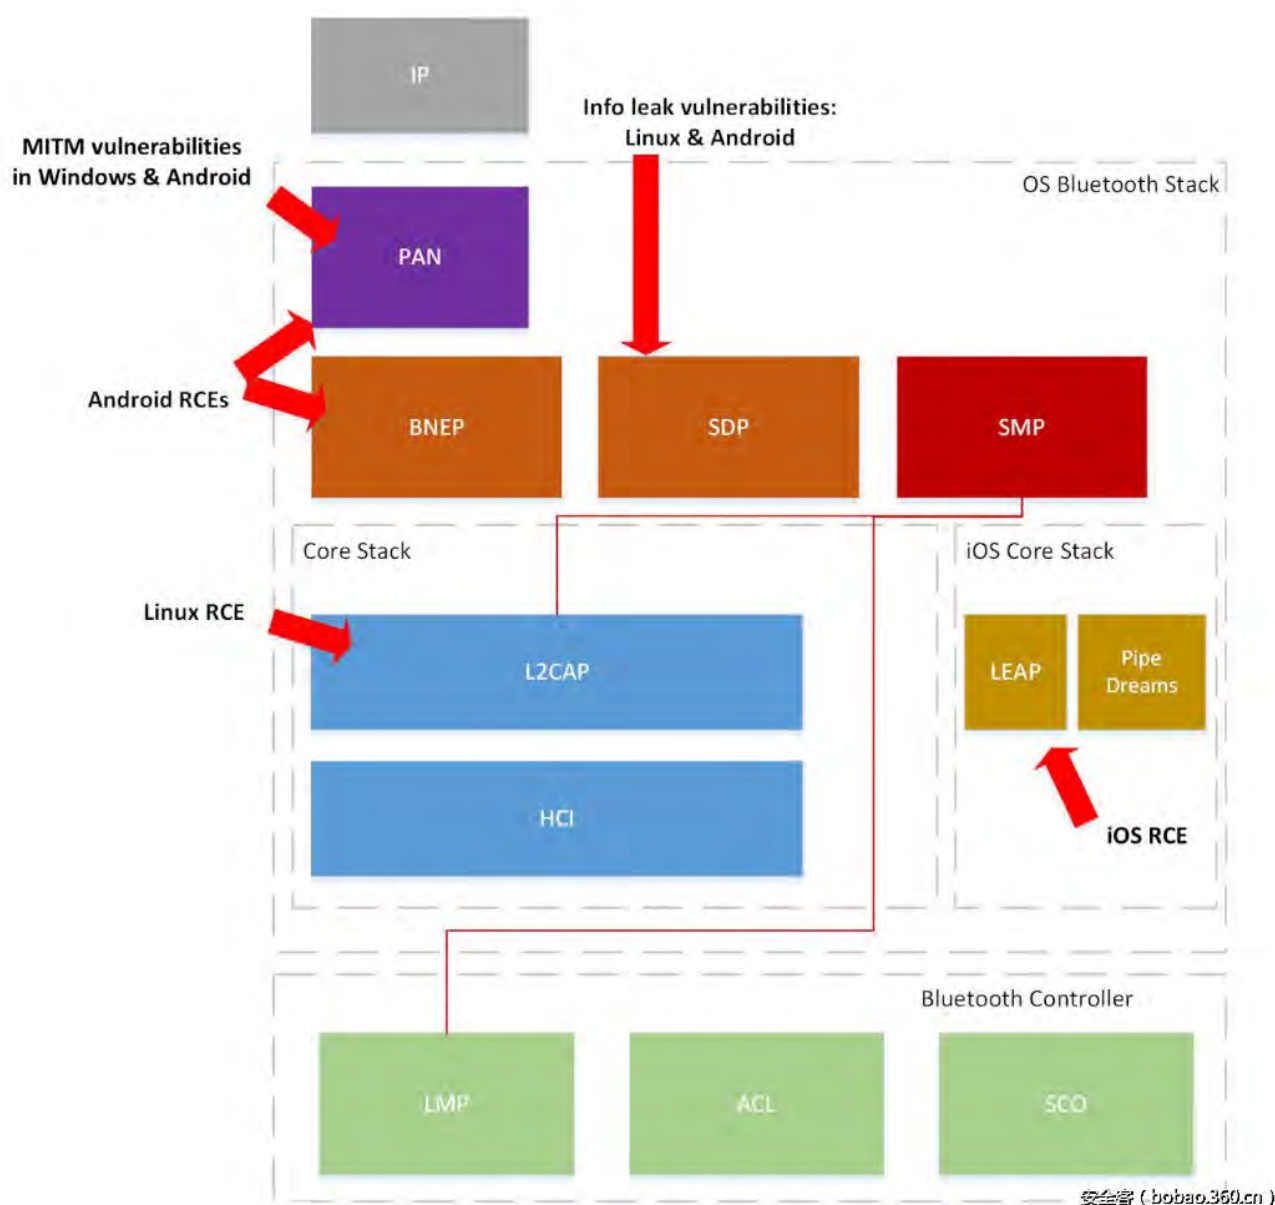 IP
Info leak vulnerabilities:
Linux & Android
MITM vulnerabilities
in Windows & Android
OS Bluetooth Stack
PAN
Android RCEs
BNEP
SDP
SMP
Core Stack
iOS Core Stack
Linux RCE
L2CAP
LEAP
Pipe
Dreams
HCI
iOS RCE
Bluetooth Controller
LMP
ACL
SCO
安全客 ( bobao.360.cn )